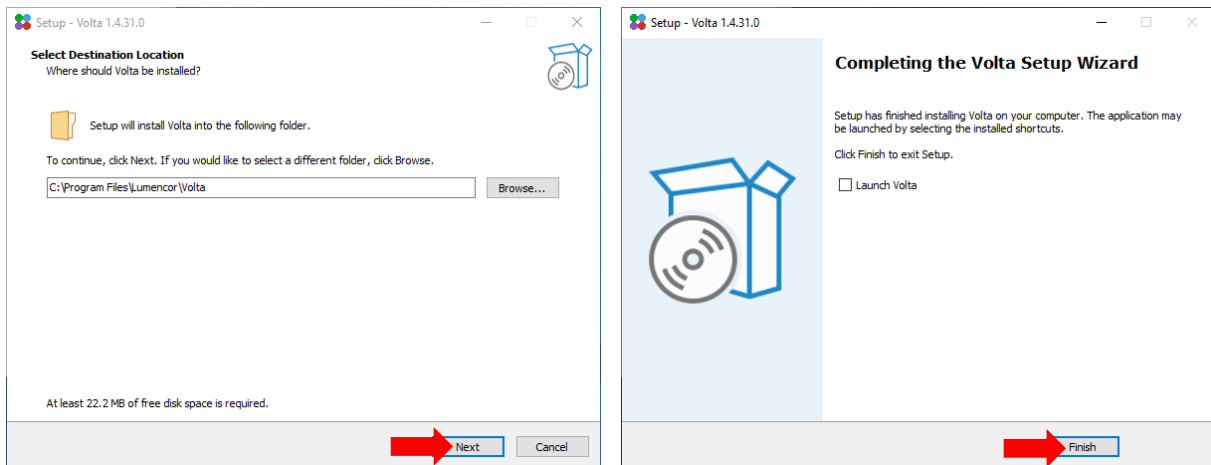 Setup - Volta 1.4.31.0
Select Destination Location
Where should Volta be installed?
Setup will install Volta into the following folder.
To continue, click Next. If you would like to select a different folder, click Browse.
C:\Program Files\Lumencor\Volta
Browse...
At least 22.2 MB of free disk space is required.
Next
Cancel
Setup - Volta 1.4.31.0
Completing the Volta Setup Wizard
Setup has finished installing Volta on your computer. The application may
be launched by selecting the installed shortcuts.
Click Finish to exit Setup.
Launch Volta
Finish